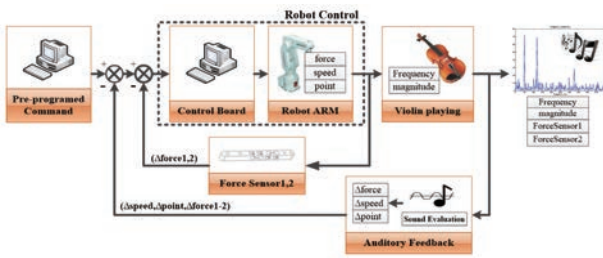 Robot Control
Pre-programed
Command
+
-
+
-
Control Board
force
speed
point
Robot ARM
Frequency
magnitude
Violin playing
Frequency
magnitude
ForceSensor1
ForceSensor2
(Δforce1,2)
Force Sensor1,2
(Δspeed,Δpoint,Δforce1-2)
Δforce
Δspeed
Δpoint
Sound Evaluation
Auditory Feedback